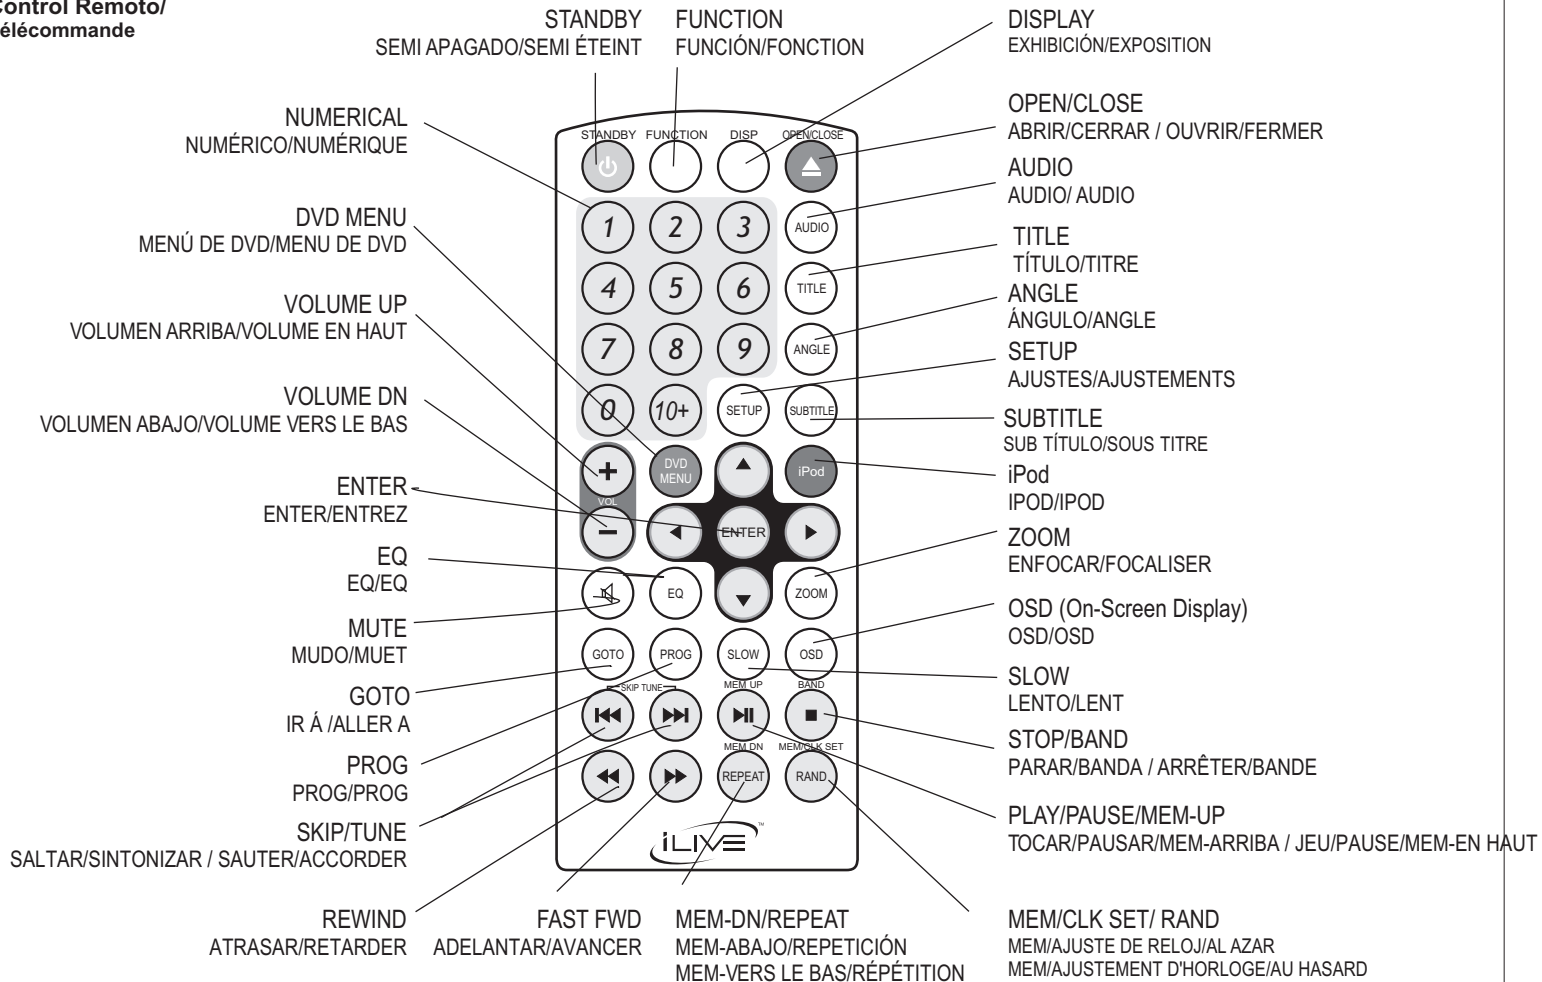 Control Remoto/
Télécommande
STANDBY
SEMI APAGADO/SEMI ÉTEINT
FUNCTION
FUNCIÓN/FONCTION
DISPLAY
EXHIBICIÓN/EXPOSITION
NUMERICAL
NUMÉRICO/NUMÉRIQUE
DVD MENU
MENÚ DE DVD/MENU DE DVD
VOLUME UP
VOLUMEN ARRIBA/VOLUME EN HAUT
VOLUME DN
VOLUMEN ABAJO/VOLUME VERS LE BAS
ENTER
ENTER/ENTREZ
EQ
EQ/EQ
MUTE
MUDO/MUET
GOTO
IR Á /ALLER A
PROG
PROG/PROG
SKIP/TUNE
SALTAR/SINTONIZAR / SAUTER/ACCORDER
REWIND
ATRASAR/RETARDER
STANDBY FUNCTION DISP OPEN/CLOSE
1 2 3 AUDIO
4 5 6 TITLE
7 8 9 ANGLE
0 10+ SETUP SUBTITLE
+ DVD MENU iPod
VOL
− ENTER
EQ ZOOM
GOTO PROG SLOW OSD
SKIP TUNE MEM UP BAND
MEM DN MEM/CLK SET
REPEAT RAND
iLIVE™
OPEN/CLOSE
ABRIR/CERRAR / OUVRIR/FERMER
AUDIO
AUDIO/ AUDIO
TITLE
TÍTULO/TITRE
ANGLE
ÁNGULO/ANGLE
SETUP
AJUSTES/AJUSTEMENTS
SUBTITLE
SUB TÍTULO/SOUS TITRE
iPod
IPOD/IPOD
ZOOM
ENFOCAR/FOCALISER
OSD (On-Screen Display)
OSD/OSD
SLOW
LENTO/LENT
STOP/BAND
PARAR/BANDA / ARRÊTER/BANDE
PLAY/PAUSE/MEM-UP
TOCAR/PAUSAR/MEM-ARRIBA / JEU/PAUSE/MEM-EN HAUT
FAST FWD
ADELANTAR/AVANCER
MEM-DN/REPEAT
MEM-ABAJO/REPETICIÓN
MEM-VERS LE BAS/RÉPÉTITION
MEM/CLK SET/ RAND
MEM/AJUSTE DE RELOJ/AL AZAR
MEM/AJUSTEMENT D'HORLOGE/AU HASARD